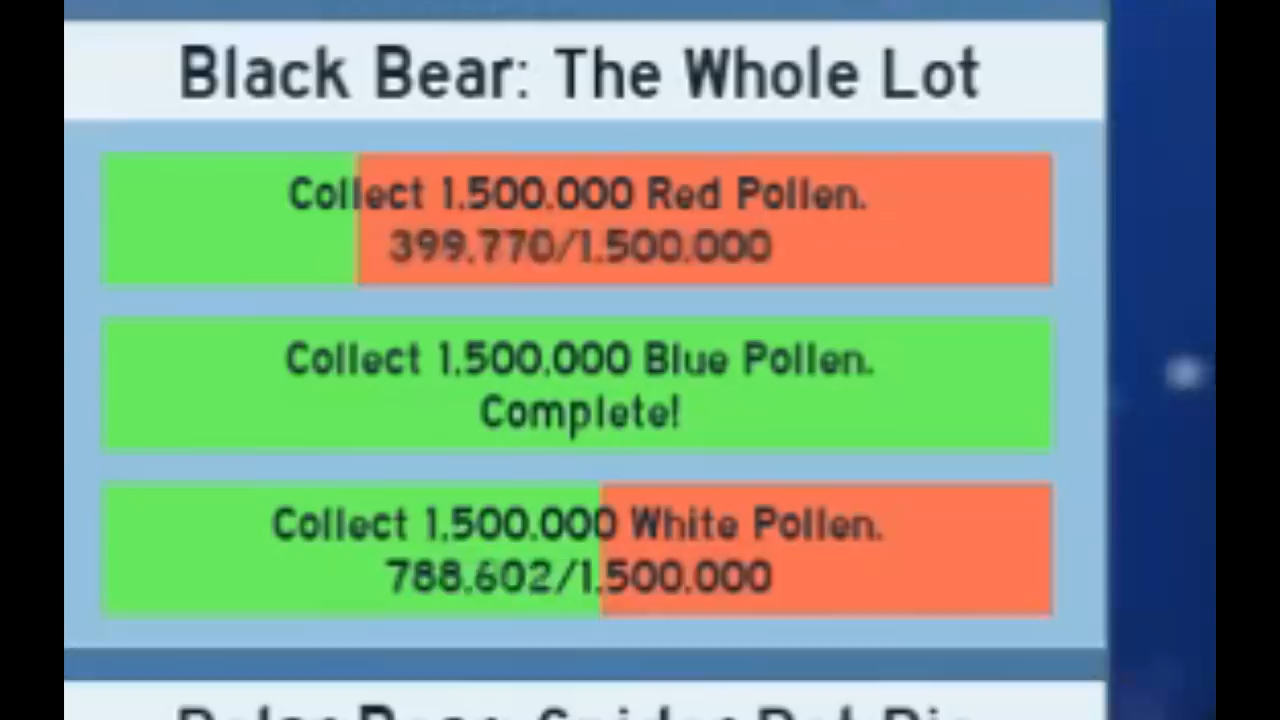 Black Bear: The Whole Lot
Collect 1,500,000 Red Pollen.
399,770/1,500,000
Collect 1,500,000 Blue Pollen.
Complete!
Collect 1,500,000 White Pollen.
788,602/1,500,000